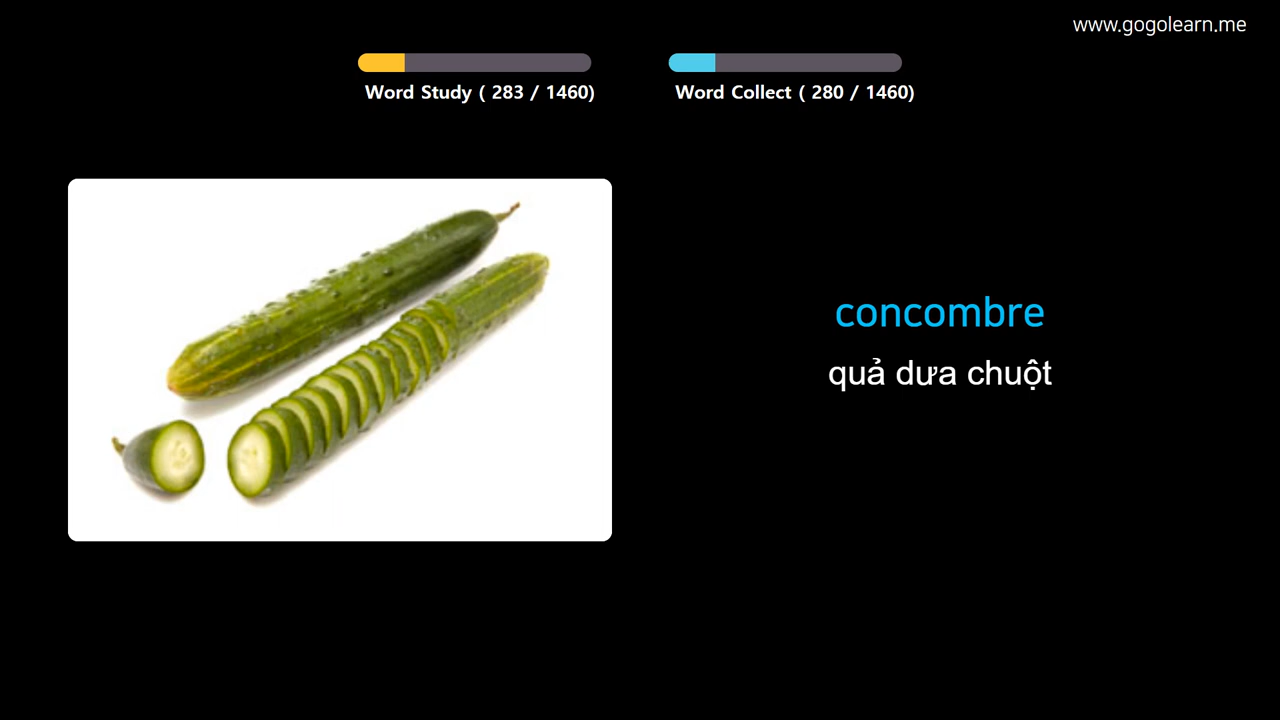 www.gogolearn.me
Word Study ( 283 / 1460)
Word Collect ( 280 / 1460)
concombre
quả dưa chuột